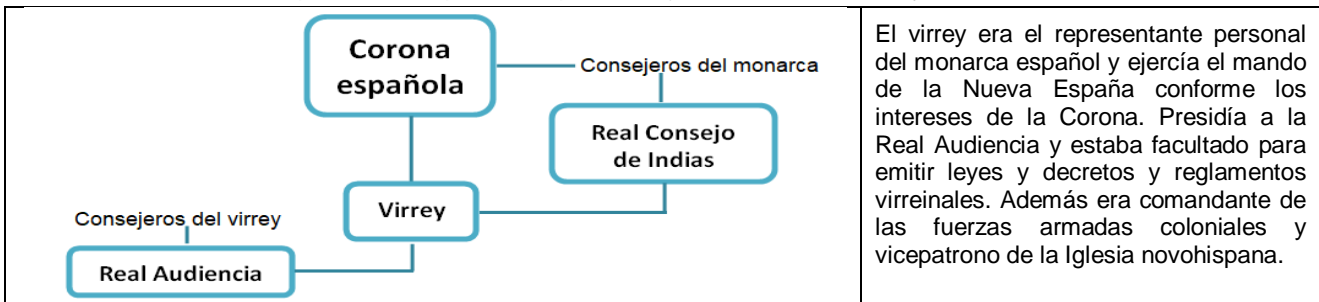 Corona
española
Consejeros del monarca
Real Consejo
de Indias
Virrey
Consejeros del virrey
Real Audiencia
El virrey era el representante personal
del monarca español y ejercía el mando
de la Nueva España conforme los
intereses de la Corona. Presidía a la
Real Audiencia y estaba facultado para
emitir leyes y decretos y reglamentos
virreinales. Además era comandante de
las fuerzas armadas coloniales y
vicepatrono de la Iglesia novohispana.